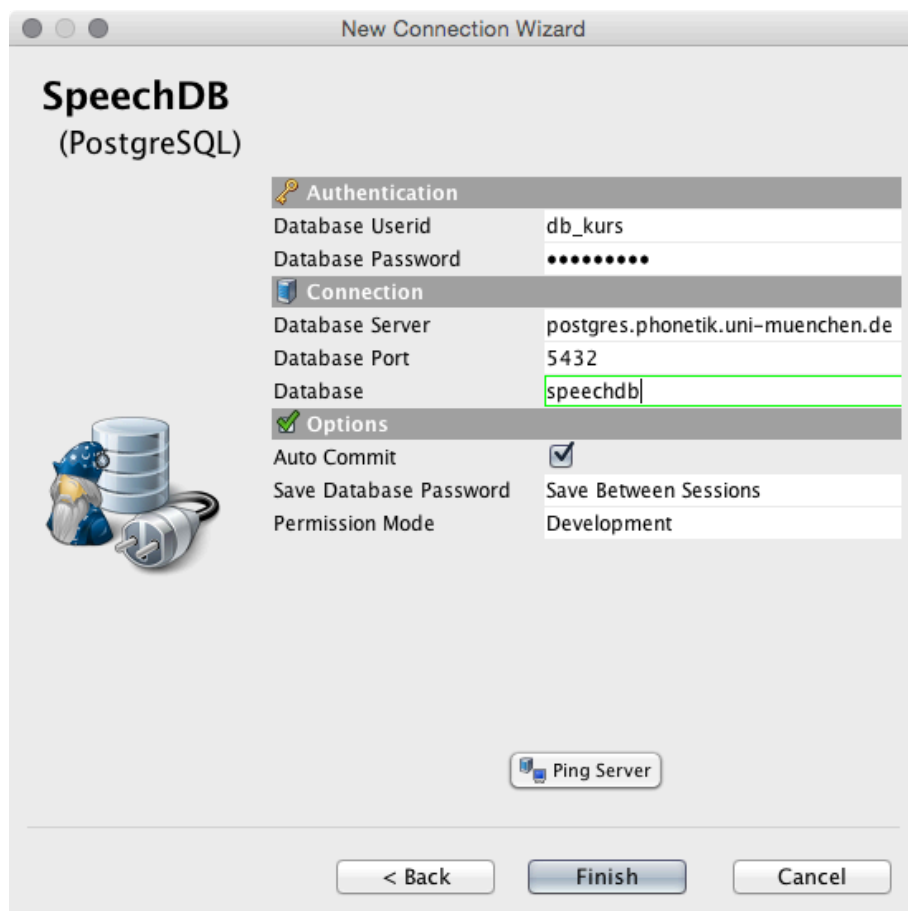 New Connection Wizard
SpeechDB
(PostgreSQL)
Authentication
Database Userid db_kurs
Database Password •••••••••
Connection
Database Server postgres.phonetik.uni-muenchen.de
Database Port 5432
Database speechdb
Options
Auto Commit
Save Database Password Save Between Sessions
Permission Mode Development
Ping Server
< Back Finish Cancel